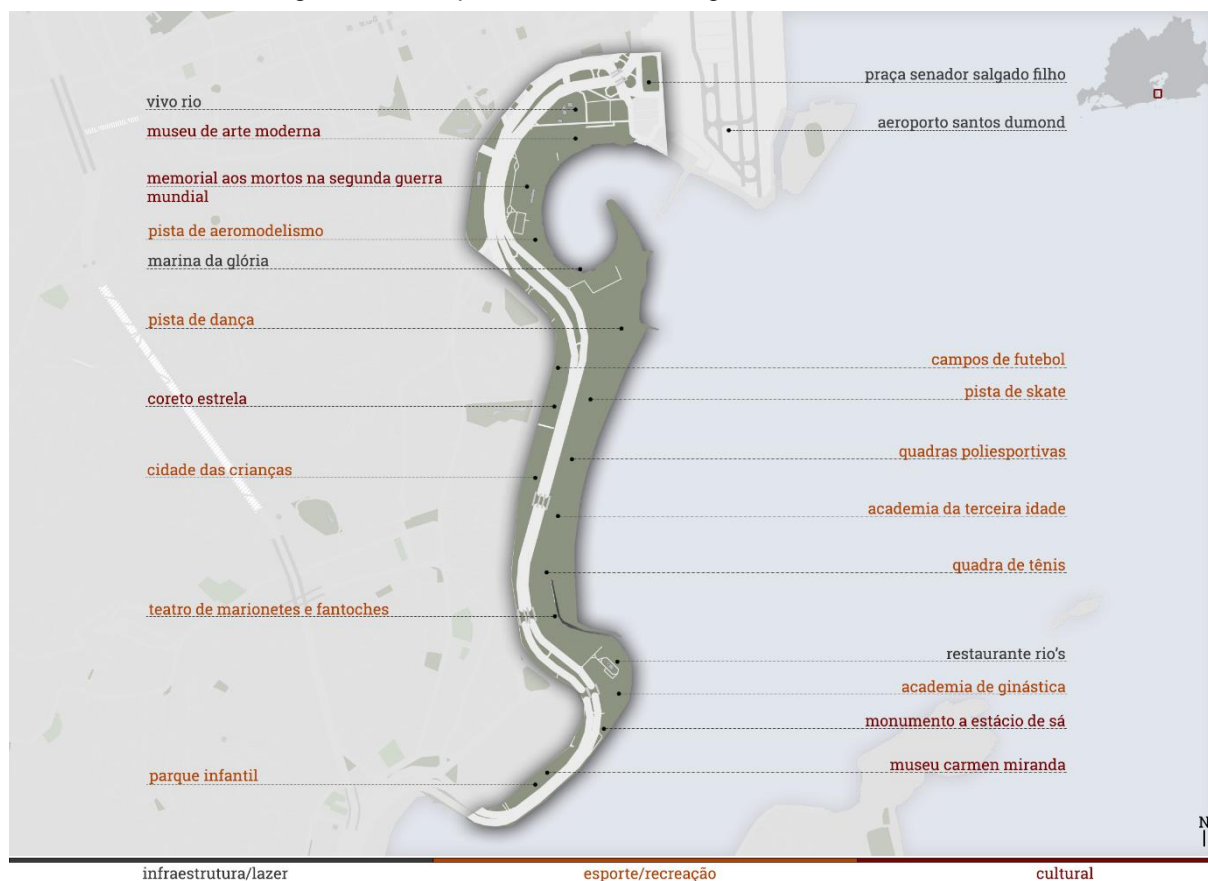 praça senador salgado filho
vivo rio
aeroporto santos dumond
museu de arte moderna
memorial aos mortos na segunda guerra
mundial
pista de aeromodelismo
marina da glória
pista de dança
campos de futebol
pista de skate
coreto estrela
quadras poliesportivas
cidade das crianças
academia da terceira idade
quadra de tênis
teatro de marionetes e fantoches
restaurante rio's
academia de ginástica
monumento a estácio de sá
museu carmen miranda
parque infantil
N
infraestrutura/lazer
esporte/recreação
cultural